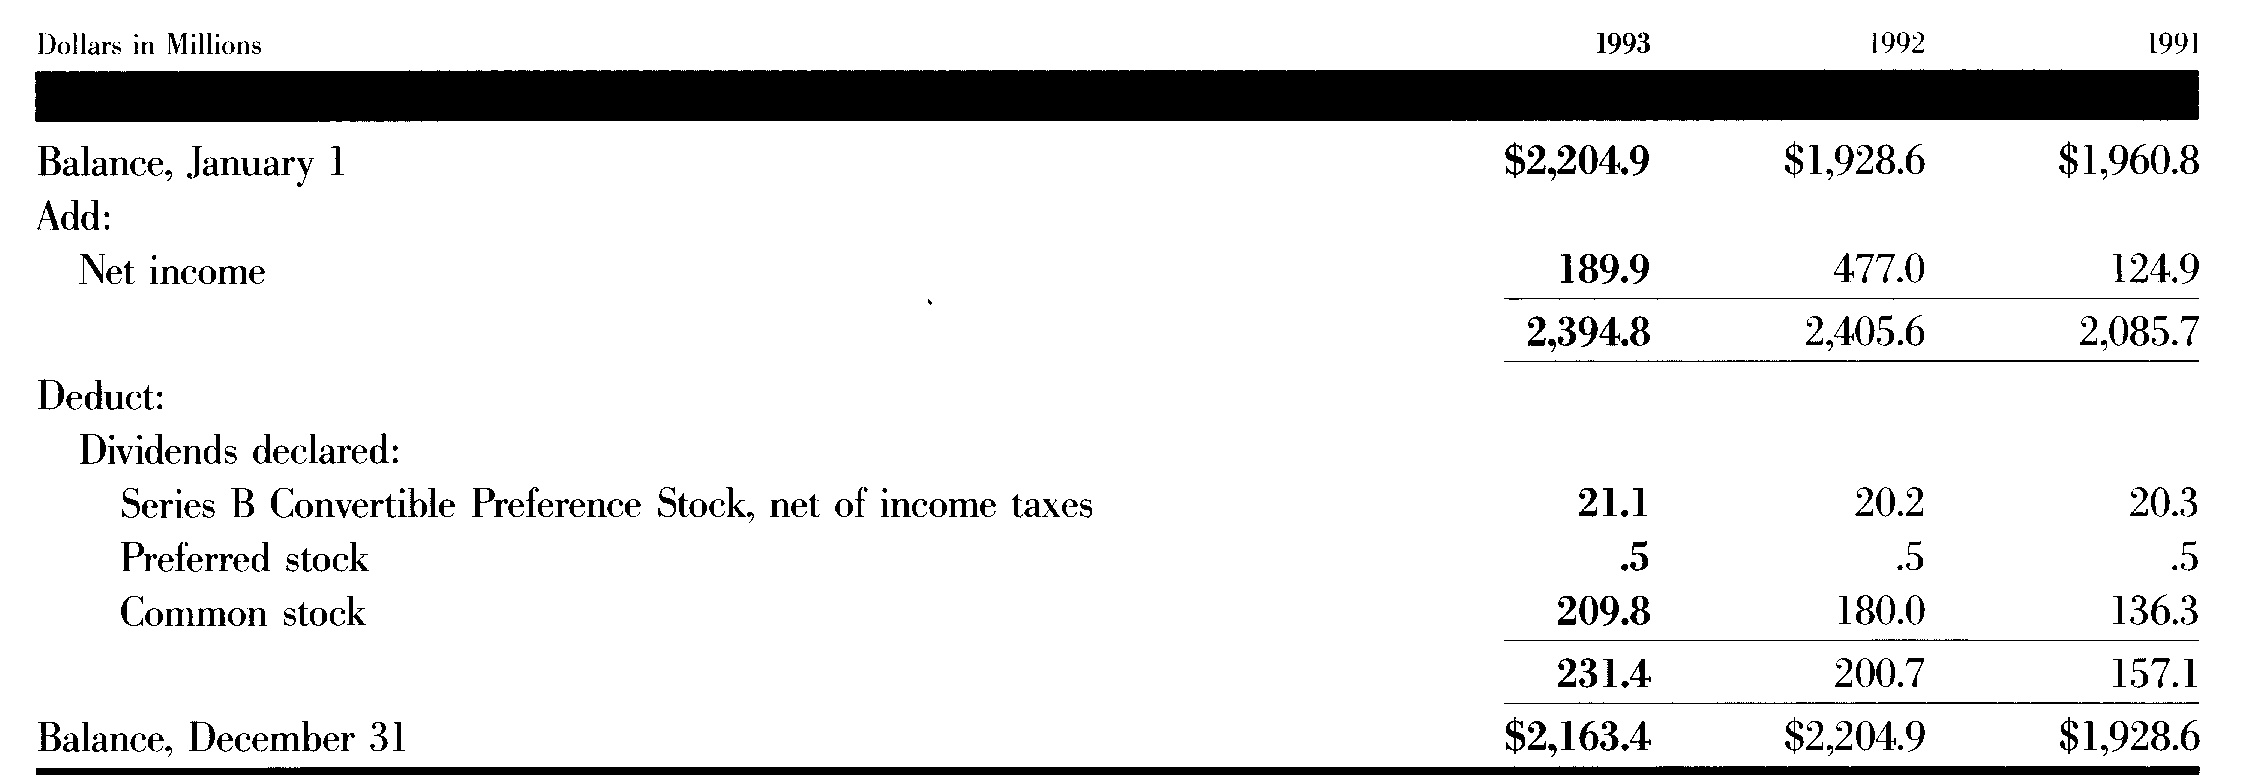 Dollars in Millions 1993 1992 1991
Balance, January 1 $2,204.9 $1,928.6 $1,960.8
Add:
Net income 189.9 477.0 124.9
2,394.8 2,405.6 2,085.7
Deduct:
Dividends declared:
Series B Convertible Preference Stock, net of income taxes 21.1 20.2 20.3
Preferred stock .5 .5 .5
Common stock 209.8 180.0 136.3
231.4 200.7 157.1
Balance, December 31 $2,163.4 $2,204.9 $1,928.6